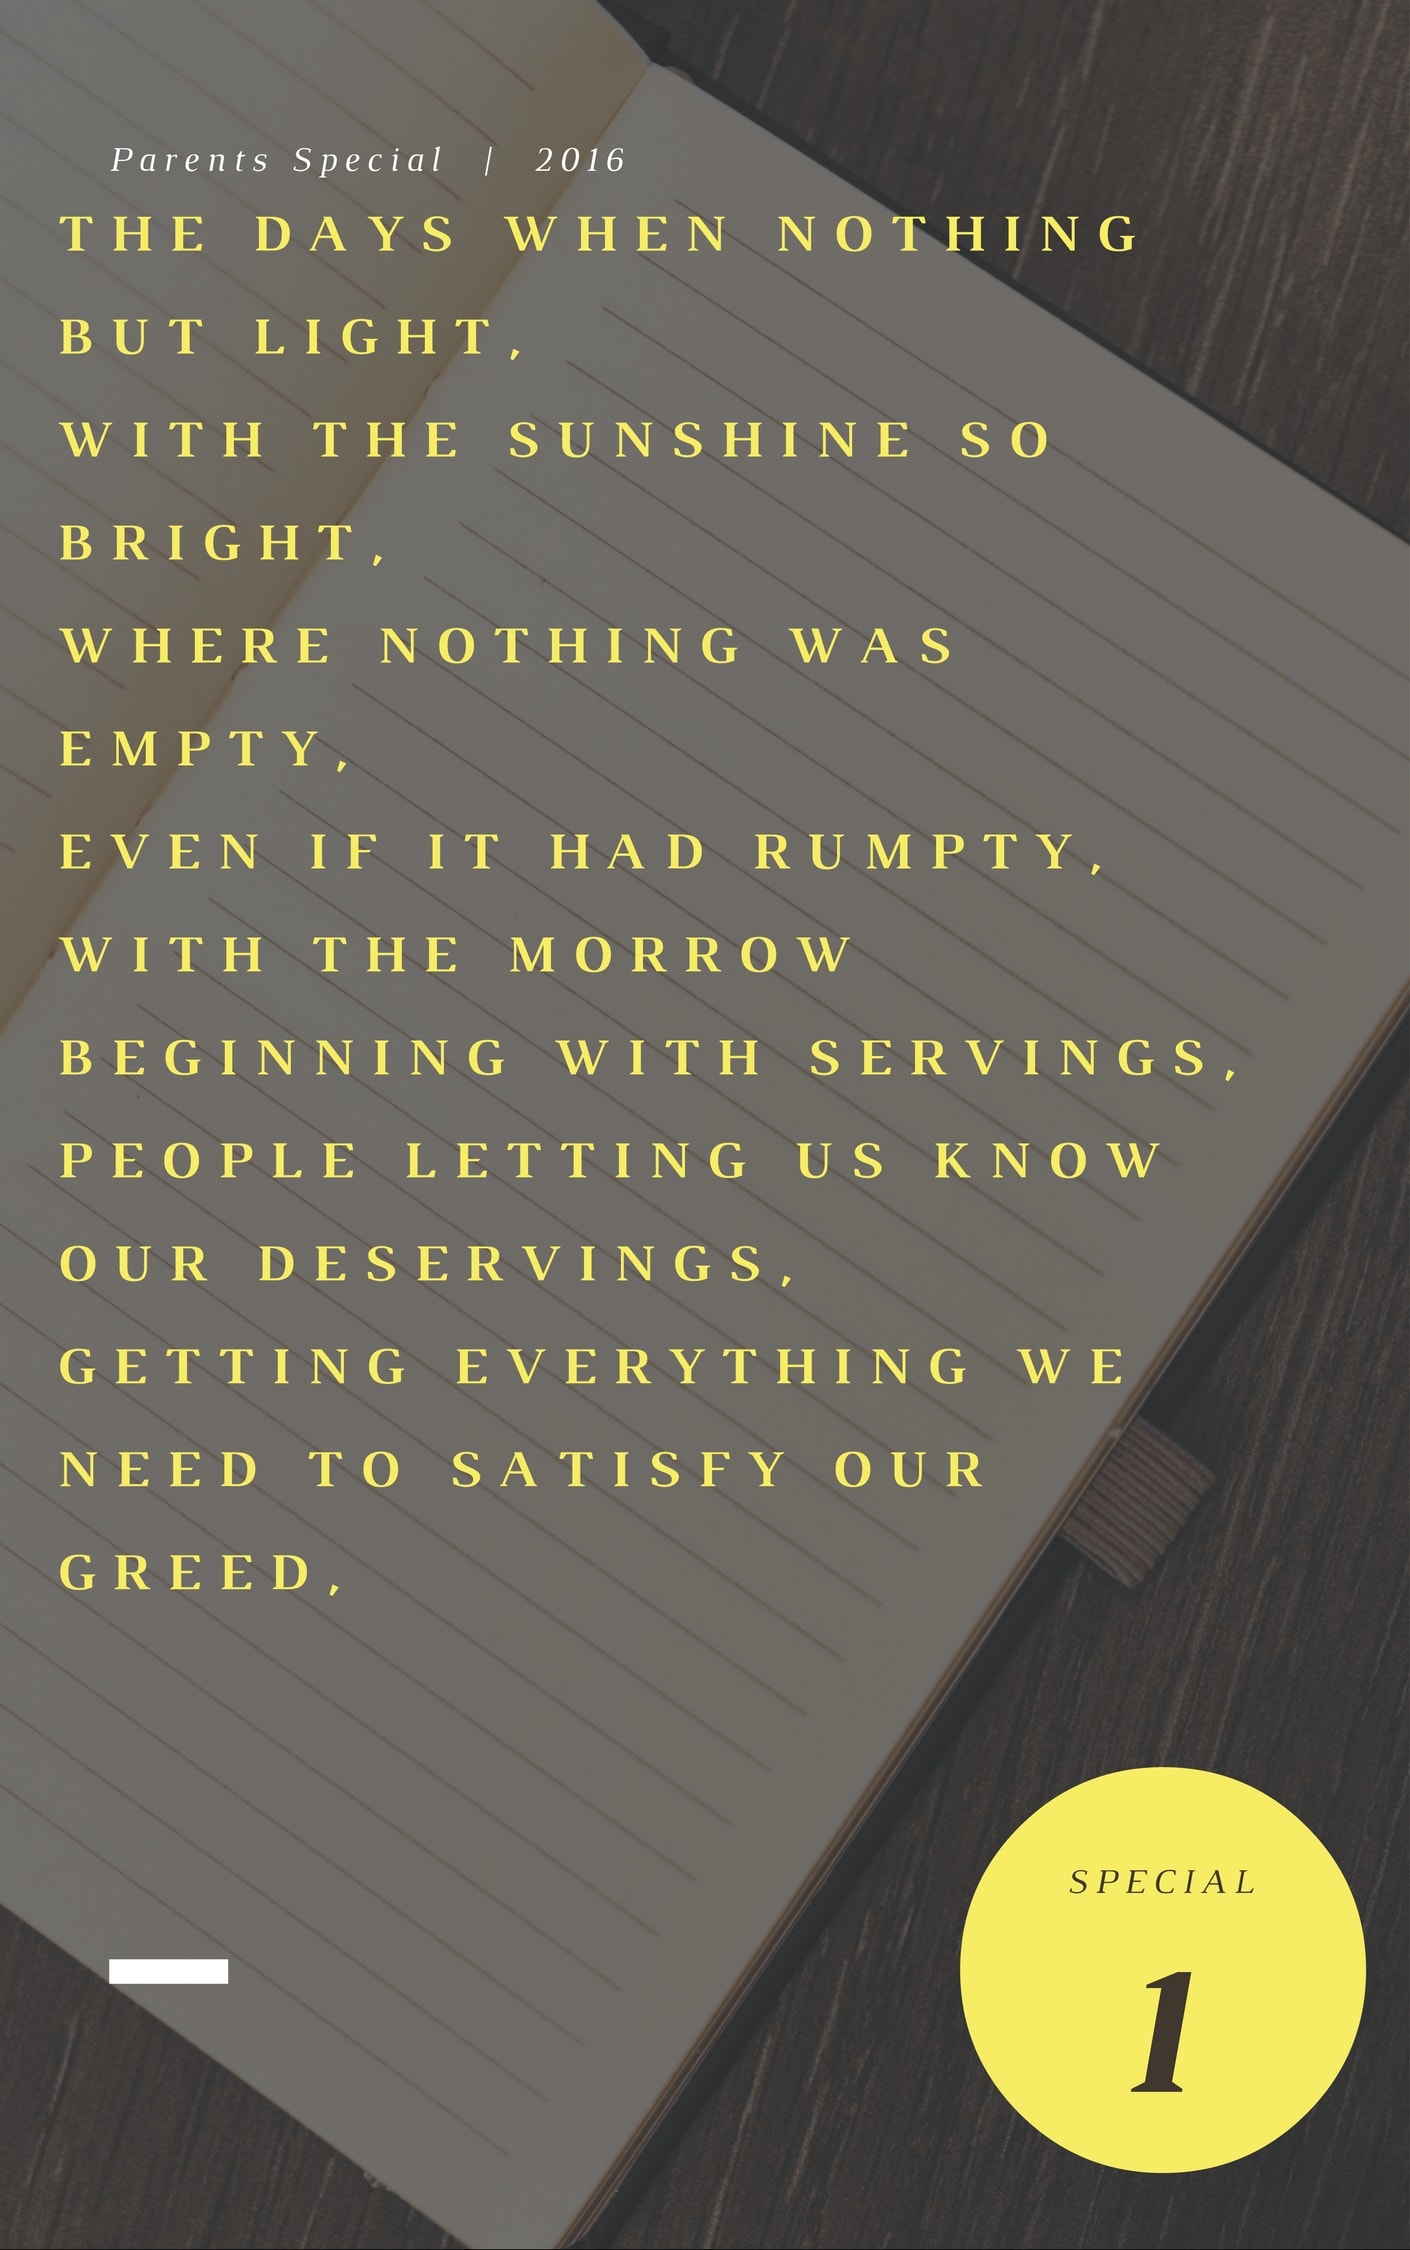 Parents Special | 2016
THE DAYS WHEN NOTHING
BUT LIGHT,
WITH THE SUNSHINE SO
BRIGHT,
WHERE NOTHING WAS
EMPTY,
EVEN IF IT HAD RUMPTY,
WITH THE MORROW
BEGINNING WITH SERVINGS,
PEOPLE LETTING US KNOW
OUR DESERVINGS,
GETTING EVERYTHING WE
NEED TO SATISFY OUR
GREED,
SPECIAL
1